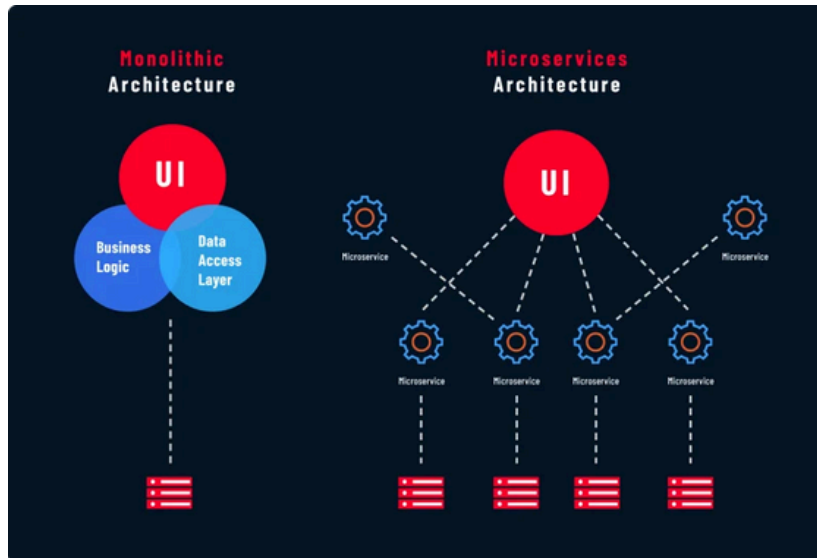 Monolithic
Architecture
UI
Business
Logic
Data
Access
Layer
Microservices
Architecture
UI
Microservice
Microservice
Microservice
Microservice
Microservice
Microservice